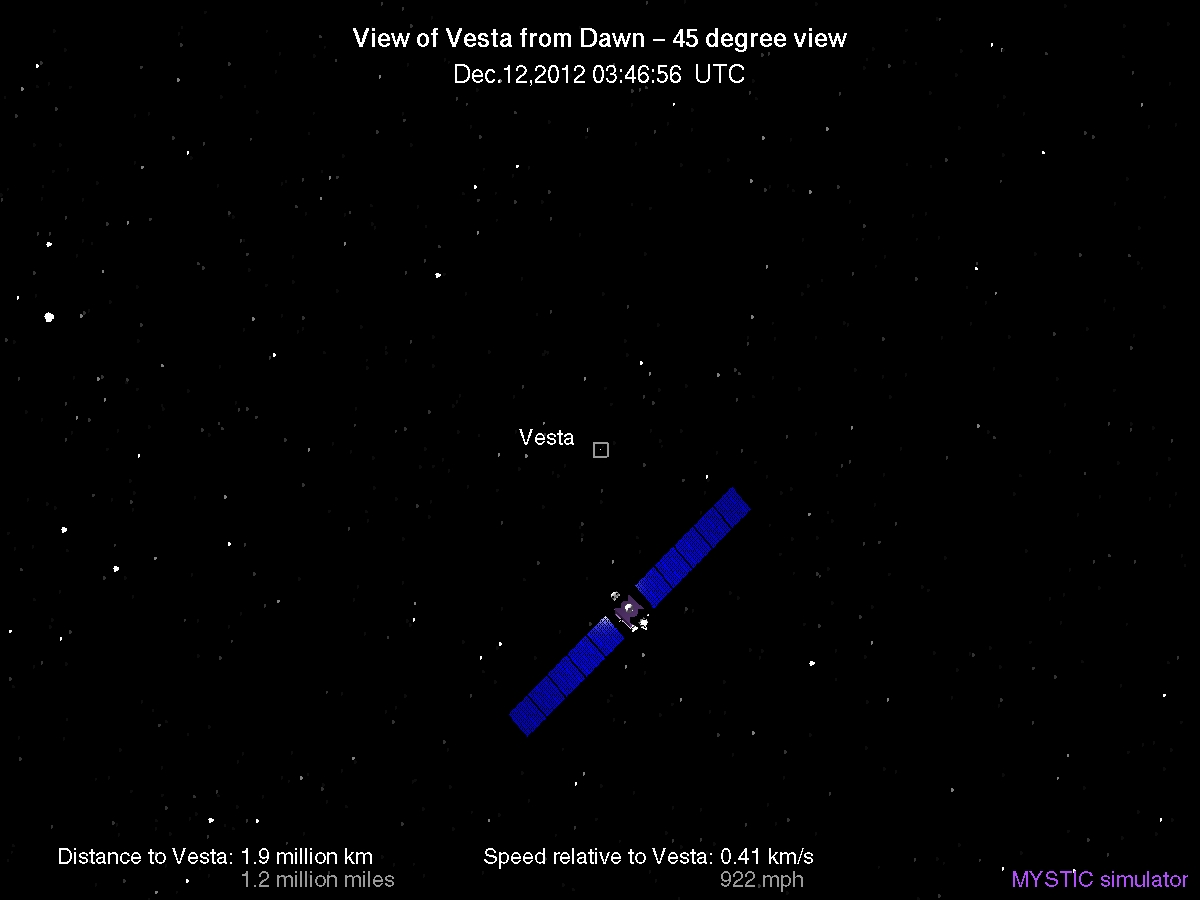 View of Vesta from Dawn – 45 degree view
Dec.12,2012 03:46:56 UTC
Vesta
Distance to Vesta: 1.9 million km
1.2 million miles
Speed relative to Vesta: 0.41 km/s
922 mph
MYSTIC simulator